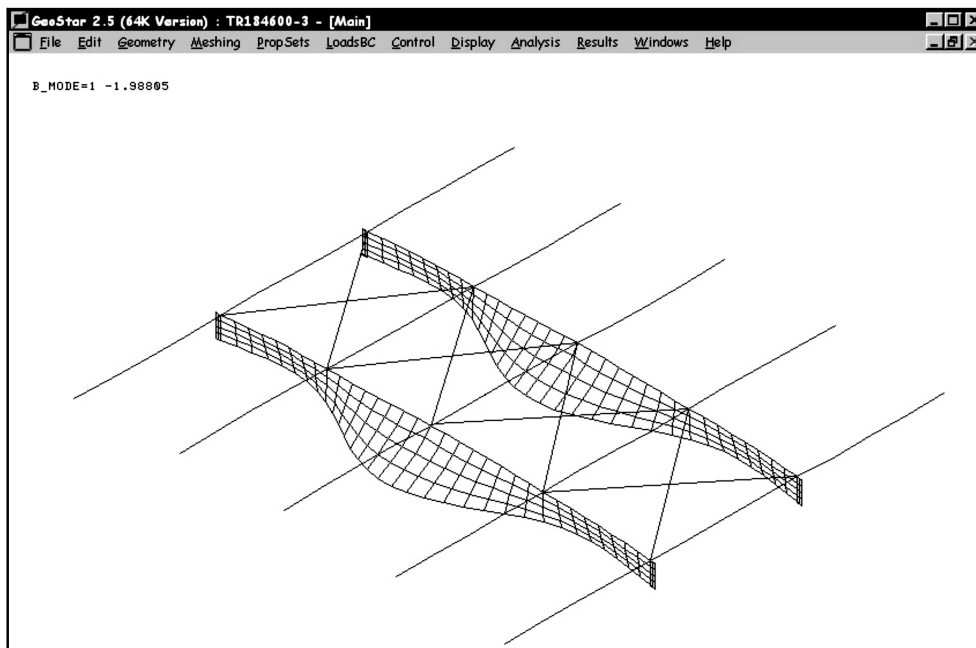 GeoStar 2.5 (64K Version) : TR184600-3 - [Main]
File Edit Geometry Meshing PropSets LoadsBC Control Display Analysis Results Windows Help
B_MODE=1 -1.98805